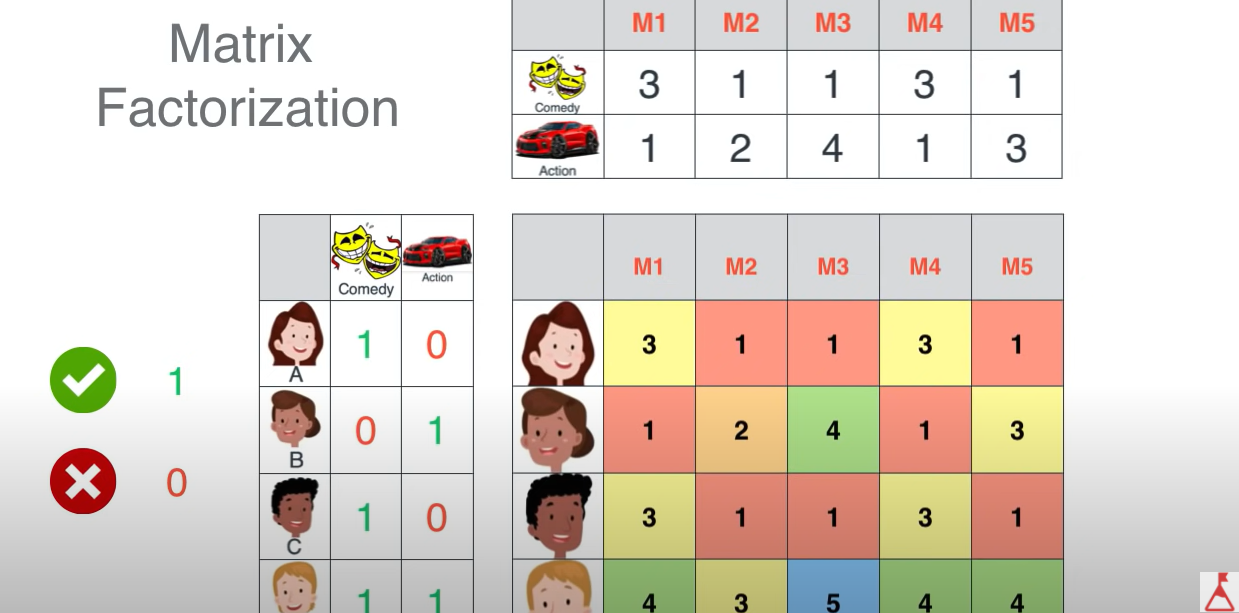 Matrix
Factorization
M1 M2 M3 M4 M5
Comedy 3 1 1 3 1
Action 1 2 4 1 3
Comedy Action
A 1 0
B 0 1
C 1 0
1 1
1
0
M1 M2 M3 M4 M5
3 1 1 3 1
1 2 4 1 3
3 1 1 3 1
4 3 5 4 4